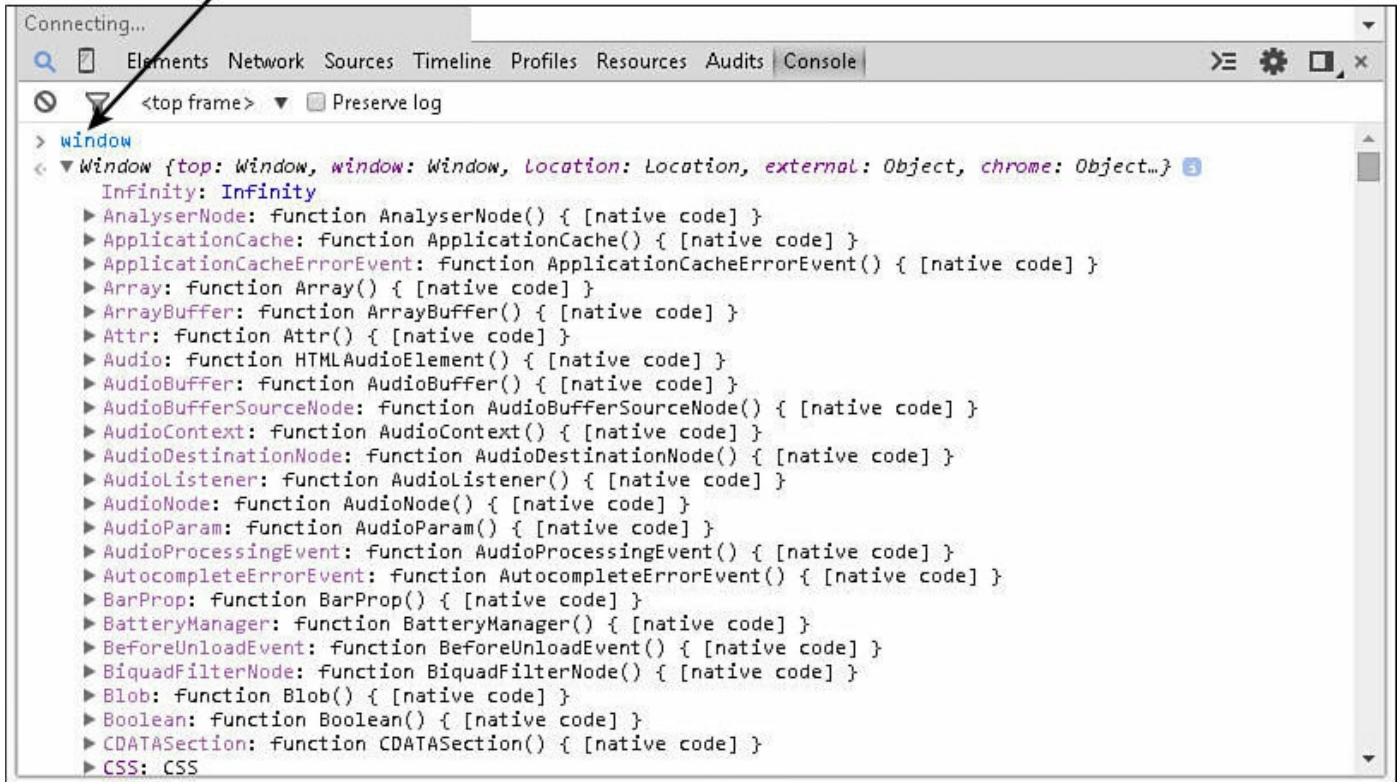 Connecting...
Elements Network Sources Timeline Profiles Resources Audits Console
<top frame> ▼ Preserve log
> window
▼ Window {top: Window, window: Window, Location: Location, external: Object, chrome: Object…}
Infinity: Infinity
▶ AnalyserNode: function AnalyserNode() { [native code] }
▶ ApplicationCache: function ApplicationCache() { [native code] }
▶ ApplicationCacheErrorEvent: function ApplicationCacheErrorEvent() { [native code] }
▶ Array: function Array() { [native code] }
▶ ArrayBuffer: function ArrayBuffer() { [native code] }
▶ Attr: function Attr() { [native code] }
▶ Audio: function HTMLAudioElement() { [native code] }
▶ AudioBuffer: function AudioBuffer() { [native code] }
▶ AudioBufferSourceNode: function AudioBufferSourceNode() { [native code] }
▶ AudioContext: function AudioContext() { [native code] }
▶ AudioDestinationNode: function AudioDestinationNode() { [native code] }
▶ AudioListener: function AudioListener() { [native code] }
▶ AudioNode: function AudioNode() { [native code] }
▶ AudioParam: function AudioParam() { [native code] }
▶ AudioProcessingEvent: function AudioProcessingEvent() { [native code] }
▶ AutocompleteErrorEvent: function AutocompleteErrorEvent() { [native code] }
▶ BarProp: function BarProp() { [native code] }
▶ BatteryManager: function BatteryManager() { [native code] }
▶ BeforeUnloadEvent: function BeforeUnloadEvent() { [native code] }
▶ BiquadFilterNode: function BiquadFilterNode() { [native code] }
▶ Blob: function Blob() { [native code] }
▶ Boolean: function Boolean() { [native code] }
▶ CDATASection: function CDATASection() { [native code] }
▶ CSS: CSS